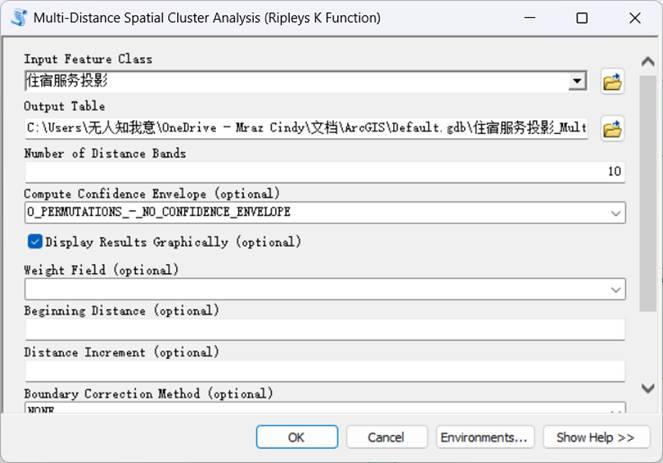 Multi-Distance Spatial Cluster Analysis (Ripleys K Function)
Input Feature Class
住宿服务投影
Output Table
C:\Users\无人知我意\OneDrive - Mraz Cindy\文档\ArcGIS\Default.gdb\住宿服务投影_Mult
Number of Distance Bands
10
Compute Confidence Envelope (optional)
0_PERMUTATIONS_-_NO_CONFIDENCE_ENVELOPE
Display Results Graphically (optional)
Weight Field (optional)
Beginning Distance (optional)
Distance Increment (optional)
Boundary Correction Method (optional)
NONE
OK Cancel Environments... Show Help >>